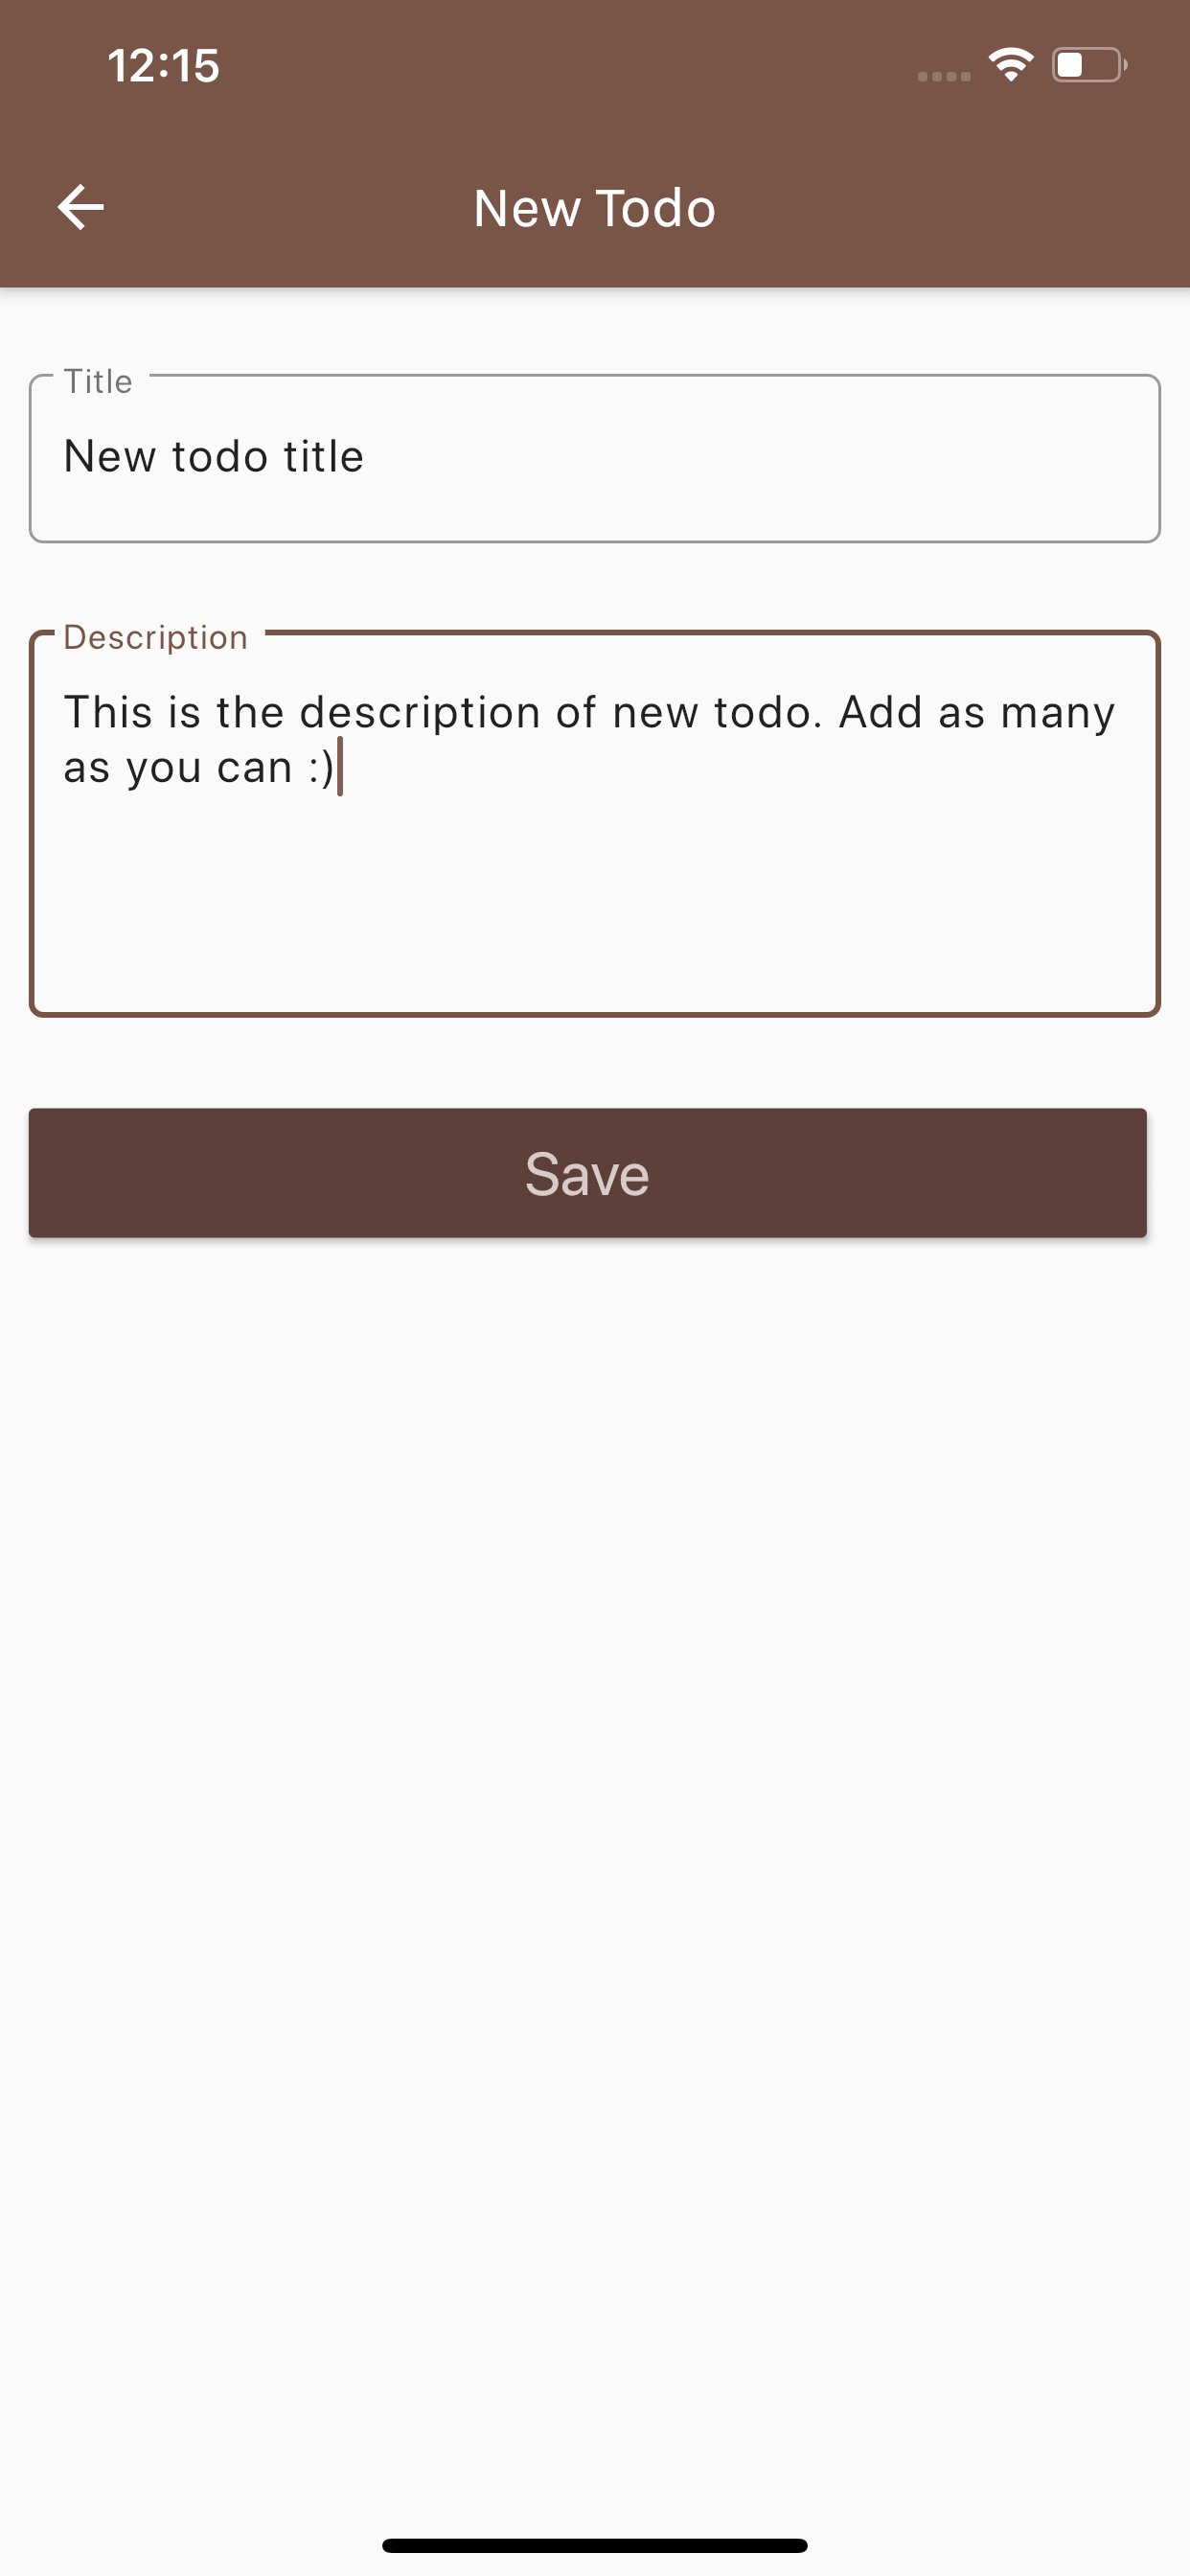 12:15
New Todo
Title
New todo title
Description
This is the description of new todo. Add as many
as you can :)
Save